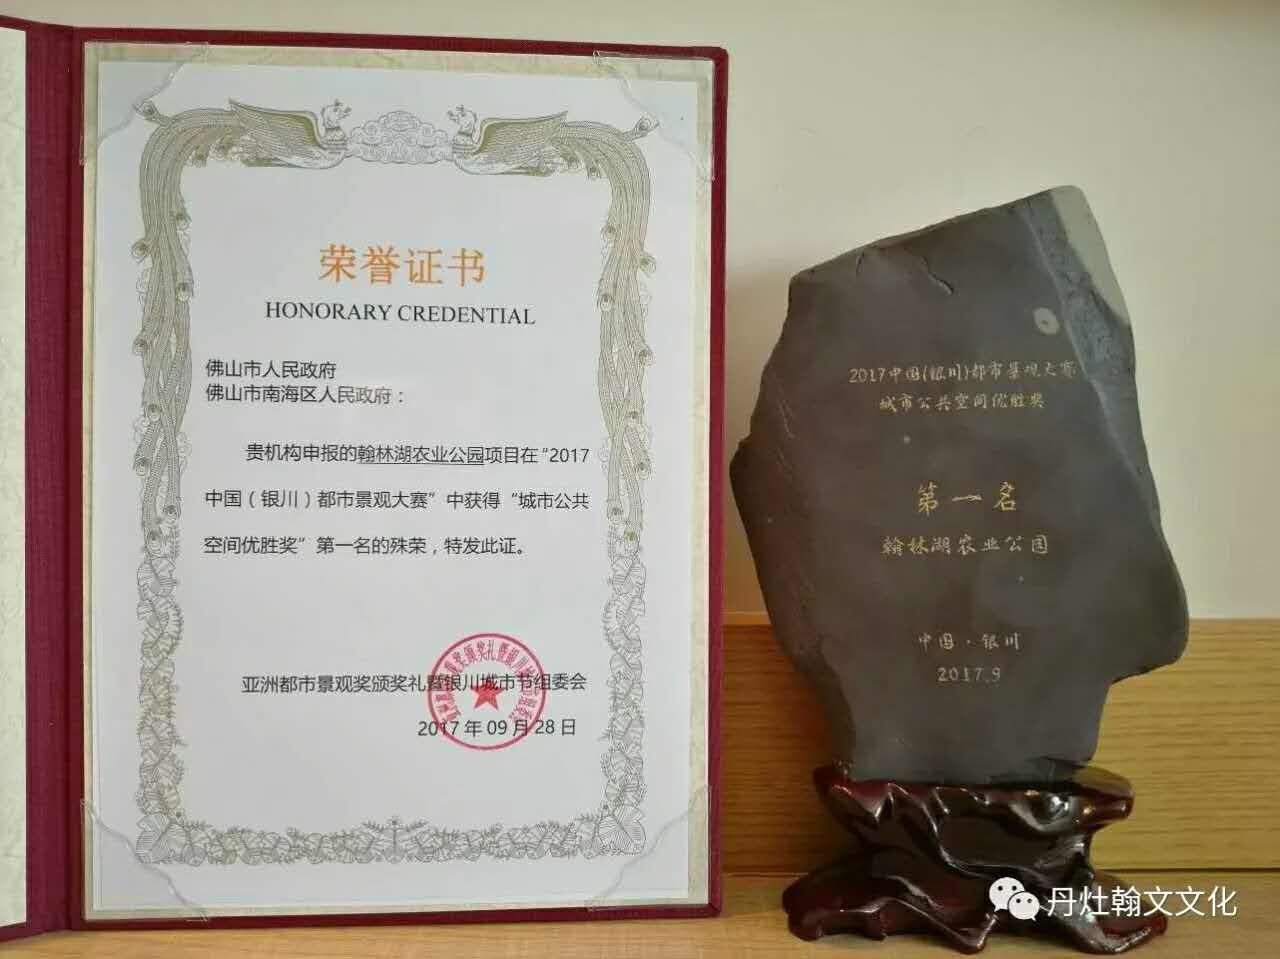 荣誉证书
HONORARY CREDENTIAL
佛山市人民政府
佛山市南海区人民政府：
贵机构申报的翰林湖农业公园项目在“2017
中国（银川）都市景观大赛”中获得“城市公共
空间优胜奖”第一名的殊荣，特发此证。
亚洲都市景观奖颁奖礼暨银川城市节组委会
2017年09月28日
2017中国(银川)都市景观大赛
城市公共空间优胜奖
第一名
翰林湖农业公园
中国·银川
2017.9
丹灶翰文文化